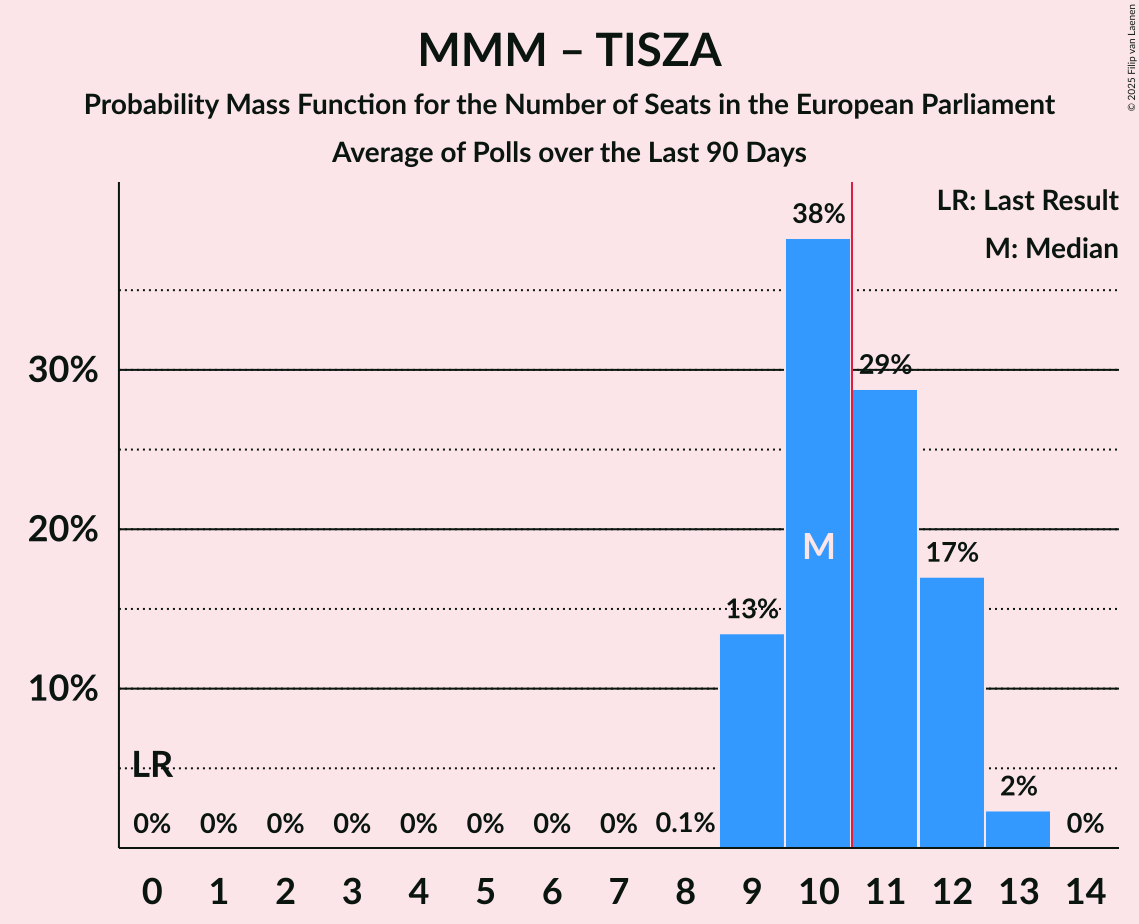 MMM – TISZA
Probability Mass Function for the Number of Seats in the European Parliament
Average of Polls over the Last 90 Days
© 2025 Filip van Laenen
LR: Last Result
M: Median
38%
30%
29%
20%
17%
M
13%
10%
LR
2%
0% 0% 0% 0% 0% 0% 0% 0% 0.1% 0%
0 1 2 3 4 5 6 7 8 9 10 11 12 13 14